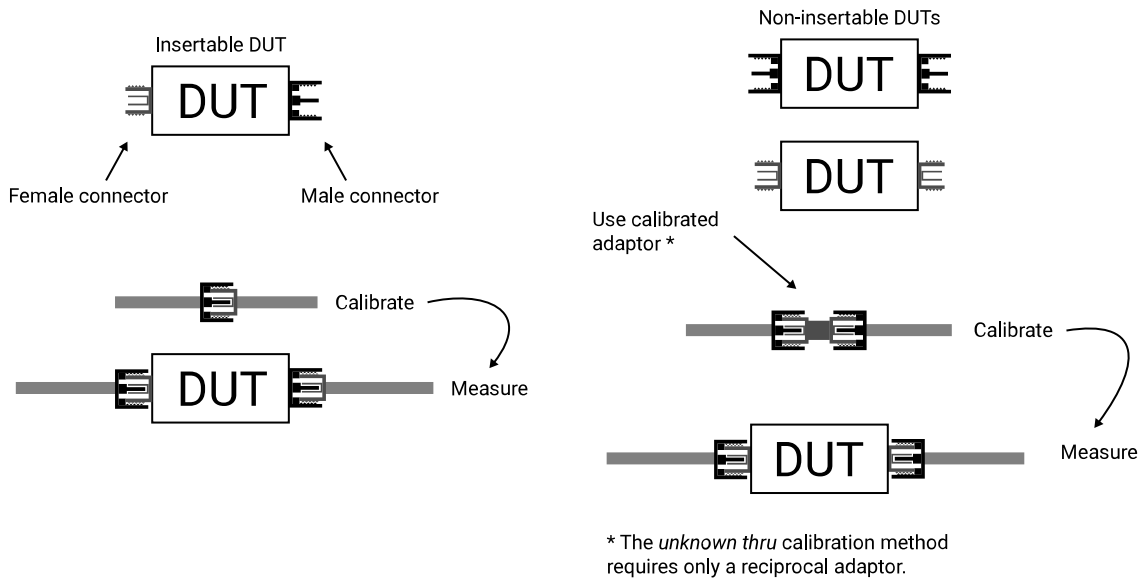 Insertable DUT
DUT
Female connector
Male connector
Calibrate
DUT
Measure
Non-insertable DUTs
DUT
DUT
Use calibrated
adaptor *
Calibrate
DUT
Measure
* The unknown thru calibration method
requires only a reciprocal adaptor.